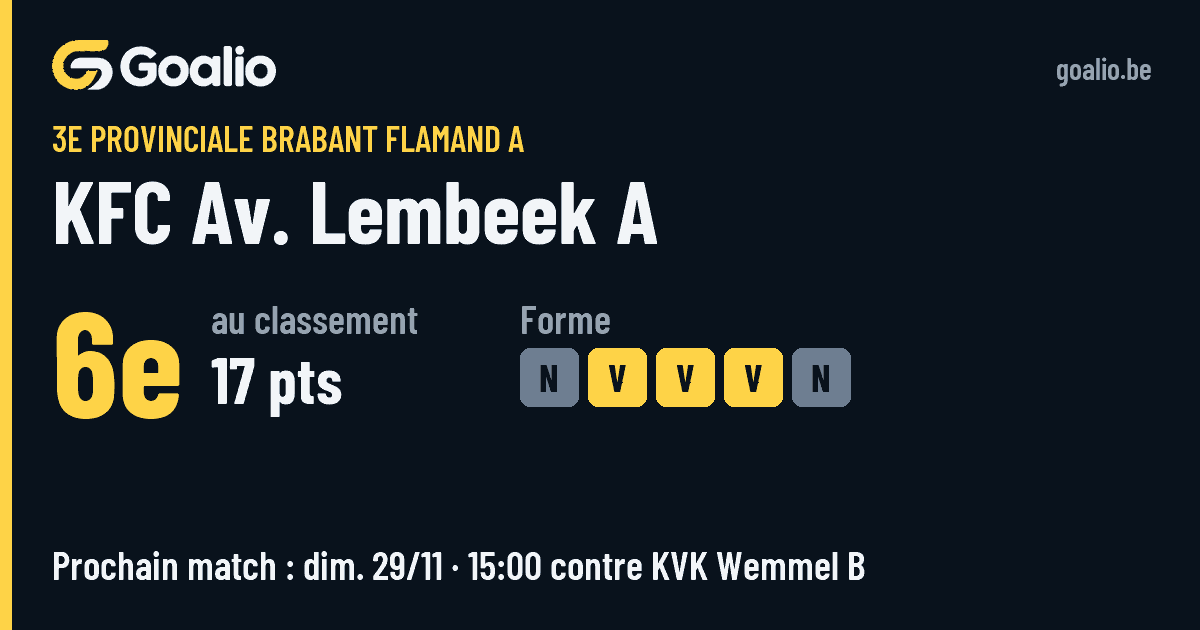 Goalio
goalio.be
3E PROVINCIALE BRABANT FLAMAND A
KFC Av. Lembeek A
6e
au classement
17 pts
Forme
N V V V N
Prochain match : dim. 29/11 · 15:00 contre KVK Wemmel B